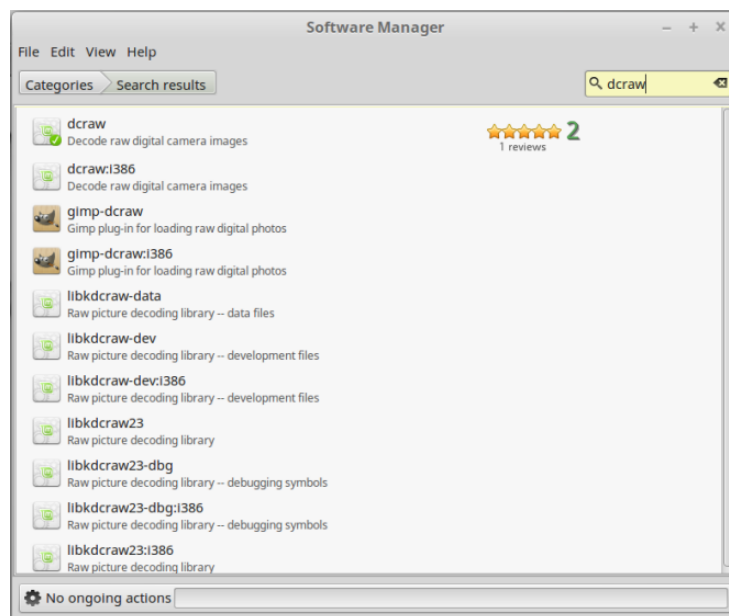 Software Manager
File Edit View Help
Categories Search results dcraw
dcraw
Decode raw digital camera images
2
1 reviews
dcraw:i386
Decode raw digital camera images
gimp-dcraw
Gimp plug-in for loading raw digital photos
gimp-dcraw:i386
Gimp plug-in for loading raw digital photos
libkdcraw-data
Raw picture decoding library -- data files
libkdcraw-dev
Raw picture decoding library -- development files
libkdcraw-dev:i386
Raw picture decoding library -- development files
libkdcraw23
Raw picture decoding library
libkdcraw23-dbg
Raw picture decoding library -- debugging symbols
libkdcraw23-dbg:i386
Raw picture decoding library -- debugging symbols
libkdcraw23:i386
Raw picture decoding library
No ongoing actions